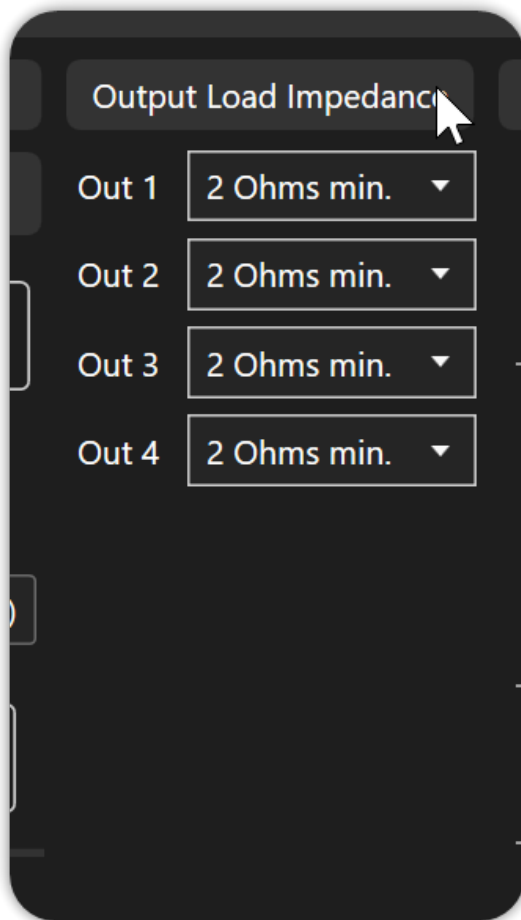 Output Load Impedance
Out 1 2 Ohms min.
Out 2 2 Ohms min.
Out 3 2 Ohms min.
Out 4 2 Ohms min.
)